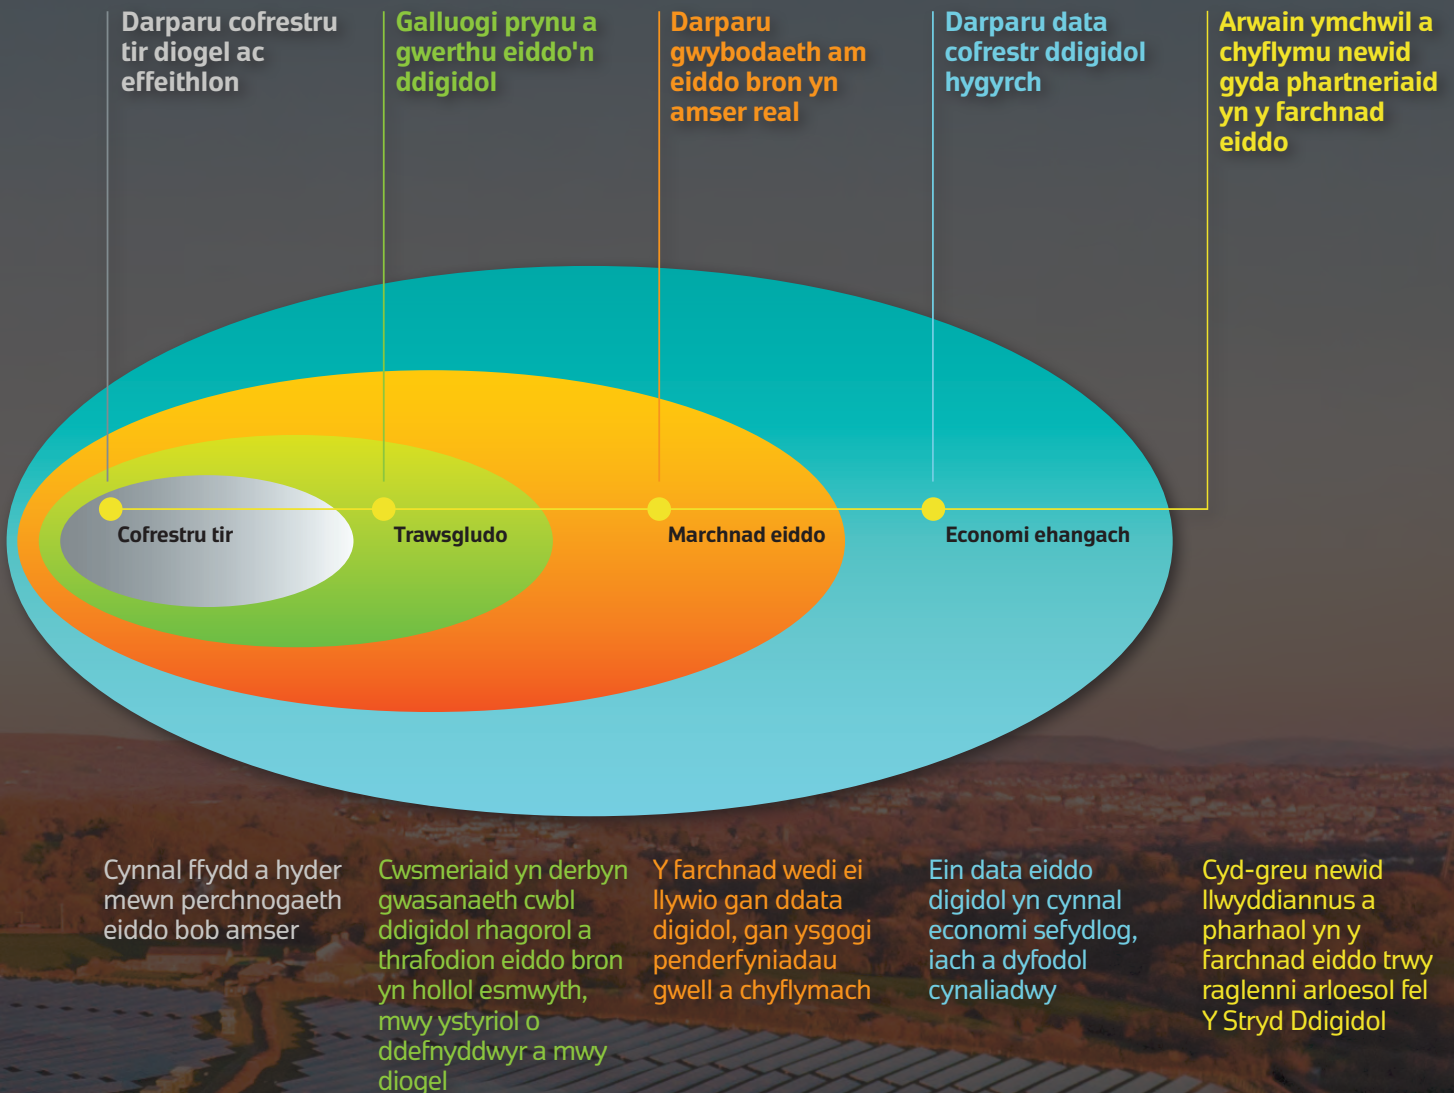 Darparu cofrestru
tir diogel ac
effeithlon
Galluogi prynu a
gwerthu eiddo'n
ddigidol
Darparu
gwybodaeth am
eiddo bron yn
amser real
Darparu data
cofrestr ddigidol
hygyrch
Arwain ymchwil a
chyflymu newid
gyda phartneriaid
yn y farchnad
eiddo
Cofrestru tir
Trawsgludo
Marchnad eiddo
Economi ehangach
Cynnal ffydd a hyder
mewn perchnogaeth
eiddo bob amser
Cwsmeriaid yn derbyn
gwasanaeth cwbl
ddigidol rhagorol a
thrafodion eiddo bron
yn hollol esmwyth,
mwy ystyriol o
ddefnyddwyr a mwy
diogel
Y farchnad wedi ei
llywio gan ddata
digidol, gan ysgogi
penderfyniadau
gwell a chyflymach
Ein data eiddo
digidol yn cynnal
economi sefydlog,
iach a dyfodol
cynaliadwy
Cyd-greu newid
llwyddiannus a
pharhaol yn y
farchnad eiddo trwy
raglenni arloesol fel
Y Stryd Ddigidol